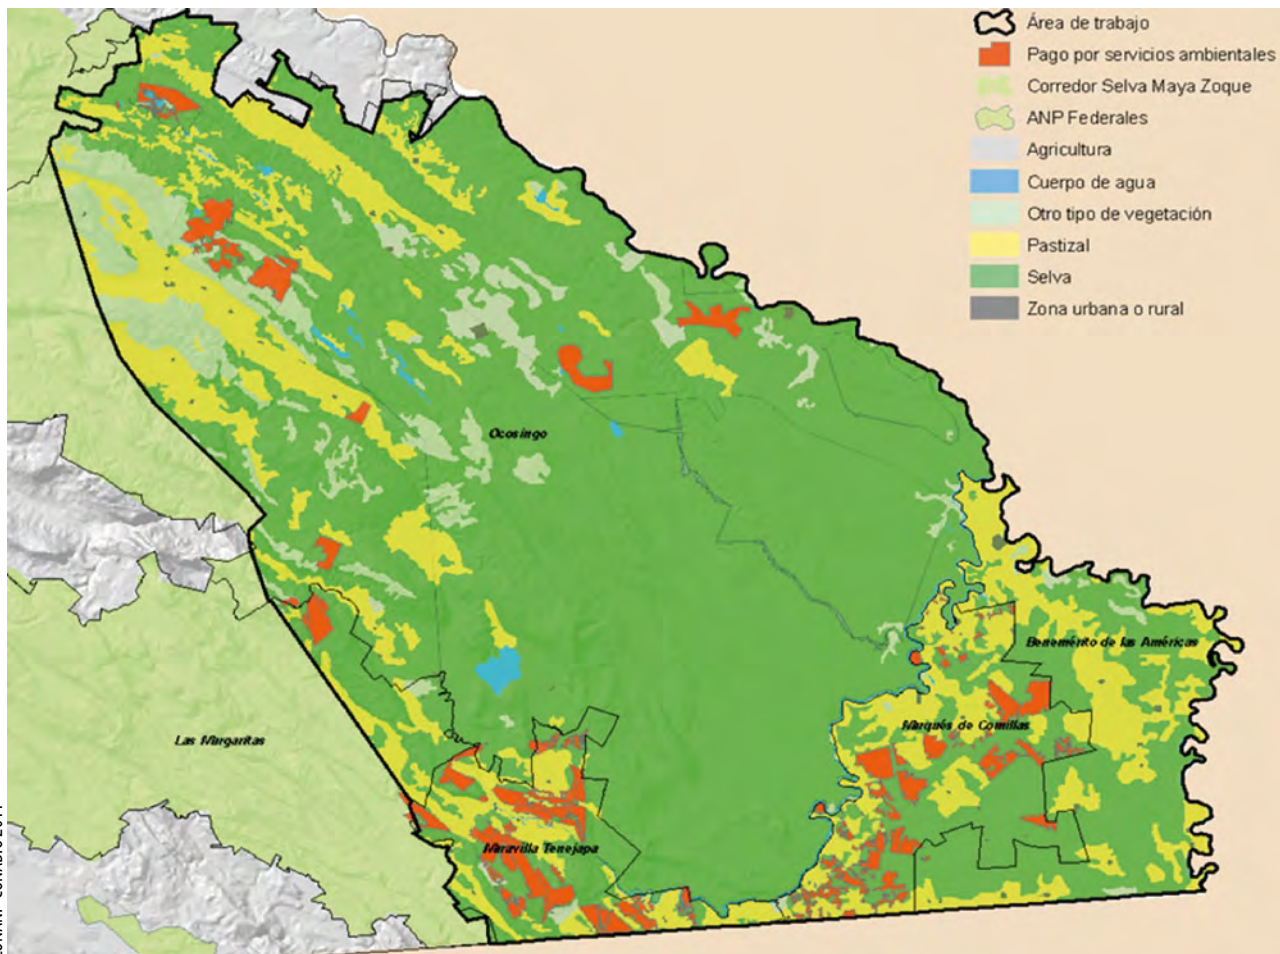 Área de trabajo
Pago por servicios ambientales
Corredor Selva Maya Zoque
ANP Federales
Agricultura
Cuerpo de agua
Otro tipo de vegetación
Pastizal
Selva
Zona urbana o rural
Ocosingo
Benemérito de las Américas
Marqués de Comillas
Las Margaritas
Maravilla Tenejapa